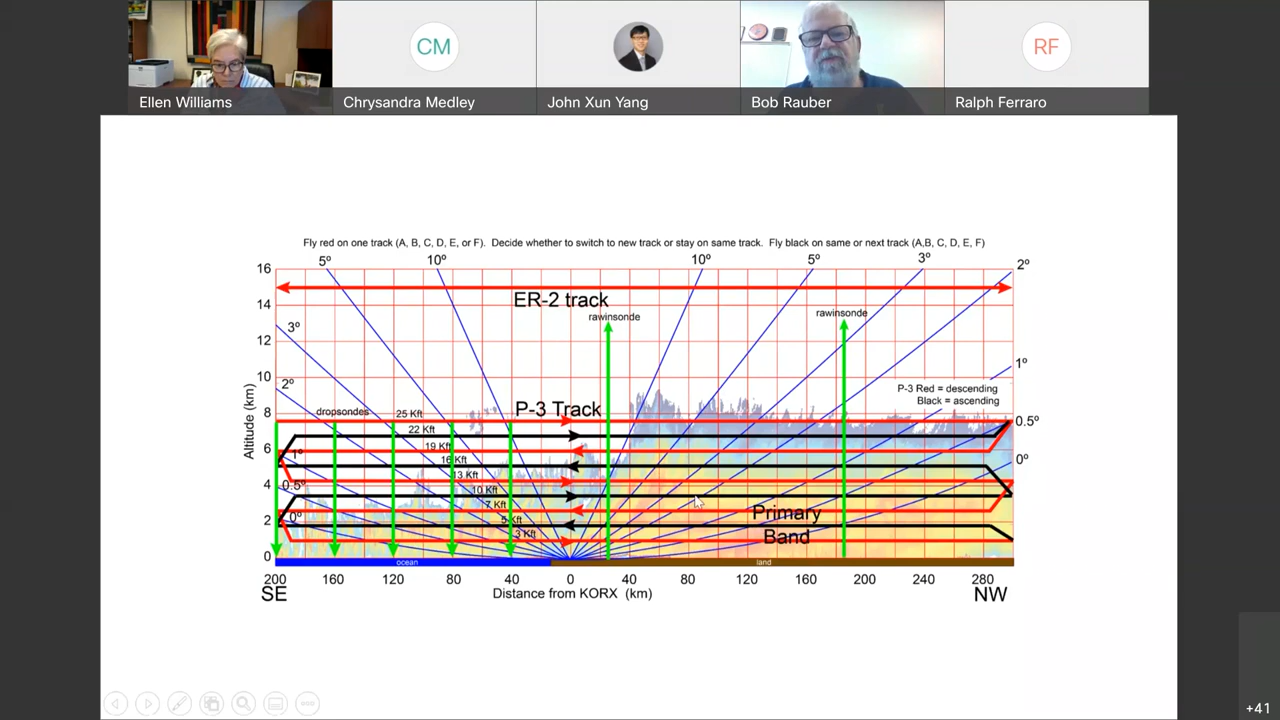 CM
RF
Ellen Williams
Chrysandra Medley
John Xun Yang
Bob Rauber
Ralph Ferraro
Fly red on one track (A, B, C, D, E, or F). Decide whether to switch to new track or stay on same track. Fly black on same or next track (A,B, C, D, E, F)
5º
10º
10º
5º
3º
2º
16
14
12
10
8
6
4
2
0
Altitude (km)
ER-2 track
rawinsonde
rawinsonde
3º
2º
1º
0.5º
0º
1º
0.5º
0º
P-3 Red = descending
Black = ascending
dropsondes
P-3 Track
25 Kft
22 Kft
19 Kft
16 Kft
13 Kft
10 Kft
7 Kft
5 Kft
3 Kft
Primary
Band
ocean
land
200
160
120
80
40
0
40
80
120
160
200
240
280
SE
Distance from KORX (km)
NW
+41